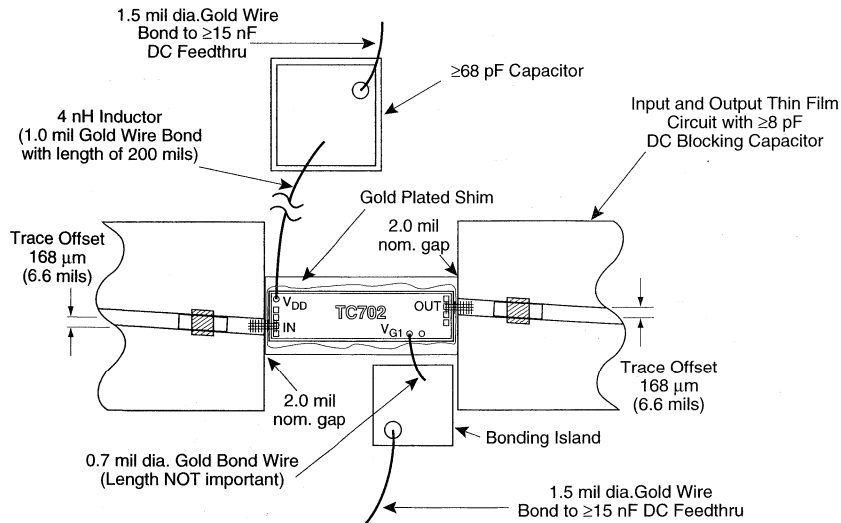 1.5 mil dia.Gold Wire
Bond to ≥15 nF
DC Feedthru
≥68 pF Capacitor
4 nH Inductor
(1.0 mil Gold Wire Bond
with length of 200 mils)
Input and Output Thin Film
Circuit with ≥8 pF
DC Blocking Capacitor
Gold Plated Shim
2.0 mil
nom. gap
Trace Offset
168 µm
(6.6 mils)
VDD
TC702
OUT
IN
VG1
2.0 mil
nom. gap
Trace Offset
168 µm
(6.6 mils)
Bonding Island
0.7 mil dia. Gold Bond Wire
(Length NOT important)
1.5 mil dia.Gold Wire
Bond to ≥15 nF DC Feedthru